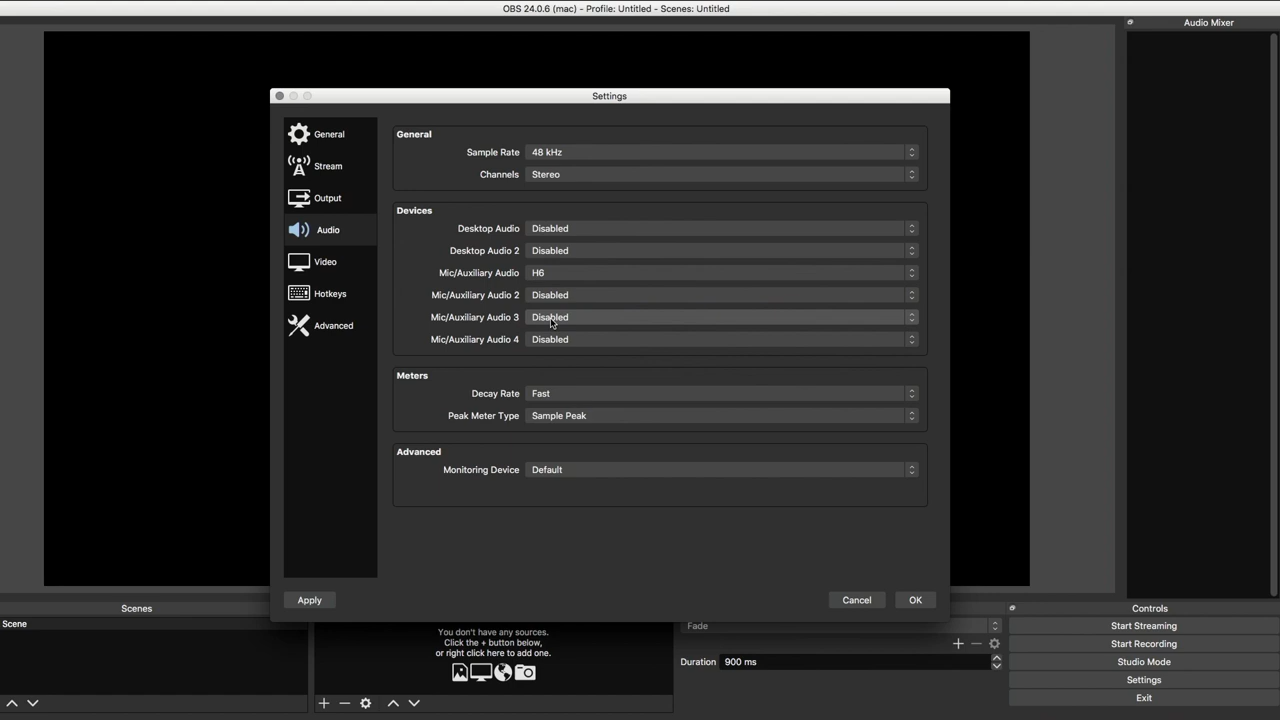 OBS 24.0.6 (mac) - Profile: Untitled - Scenes: Untitled
Audio Mixer
Settings
General
Stream
Output
Audio
Video
Hotkeys
Advanced
General
Sample Rate 48 kHz
Channels Stereo
Devices
Desktop Audio Disabled
Desktop Audio 2 Disabled
Mic/Auxiliary Audio H6
Mic/Auxiliary Audio 2 Disabled
Mic/Auxiliary Audio 3 Disabled
Mic/Auxiliary Audio 4 Disabled
Meters
Decay Rate Fast
Peak Meter Type Sample Peak
Advanced
Monitoring Device Default
Apply
Cancel
OK
Scenes
Scene
You don't have any sources.
Click the + button below,
or right click here to add one.
Fade
Duration 900 ms
Controls
Start Streaming
Start Recording
Studio Mode
Settings
Exit